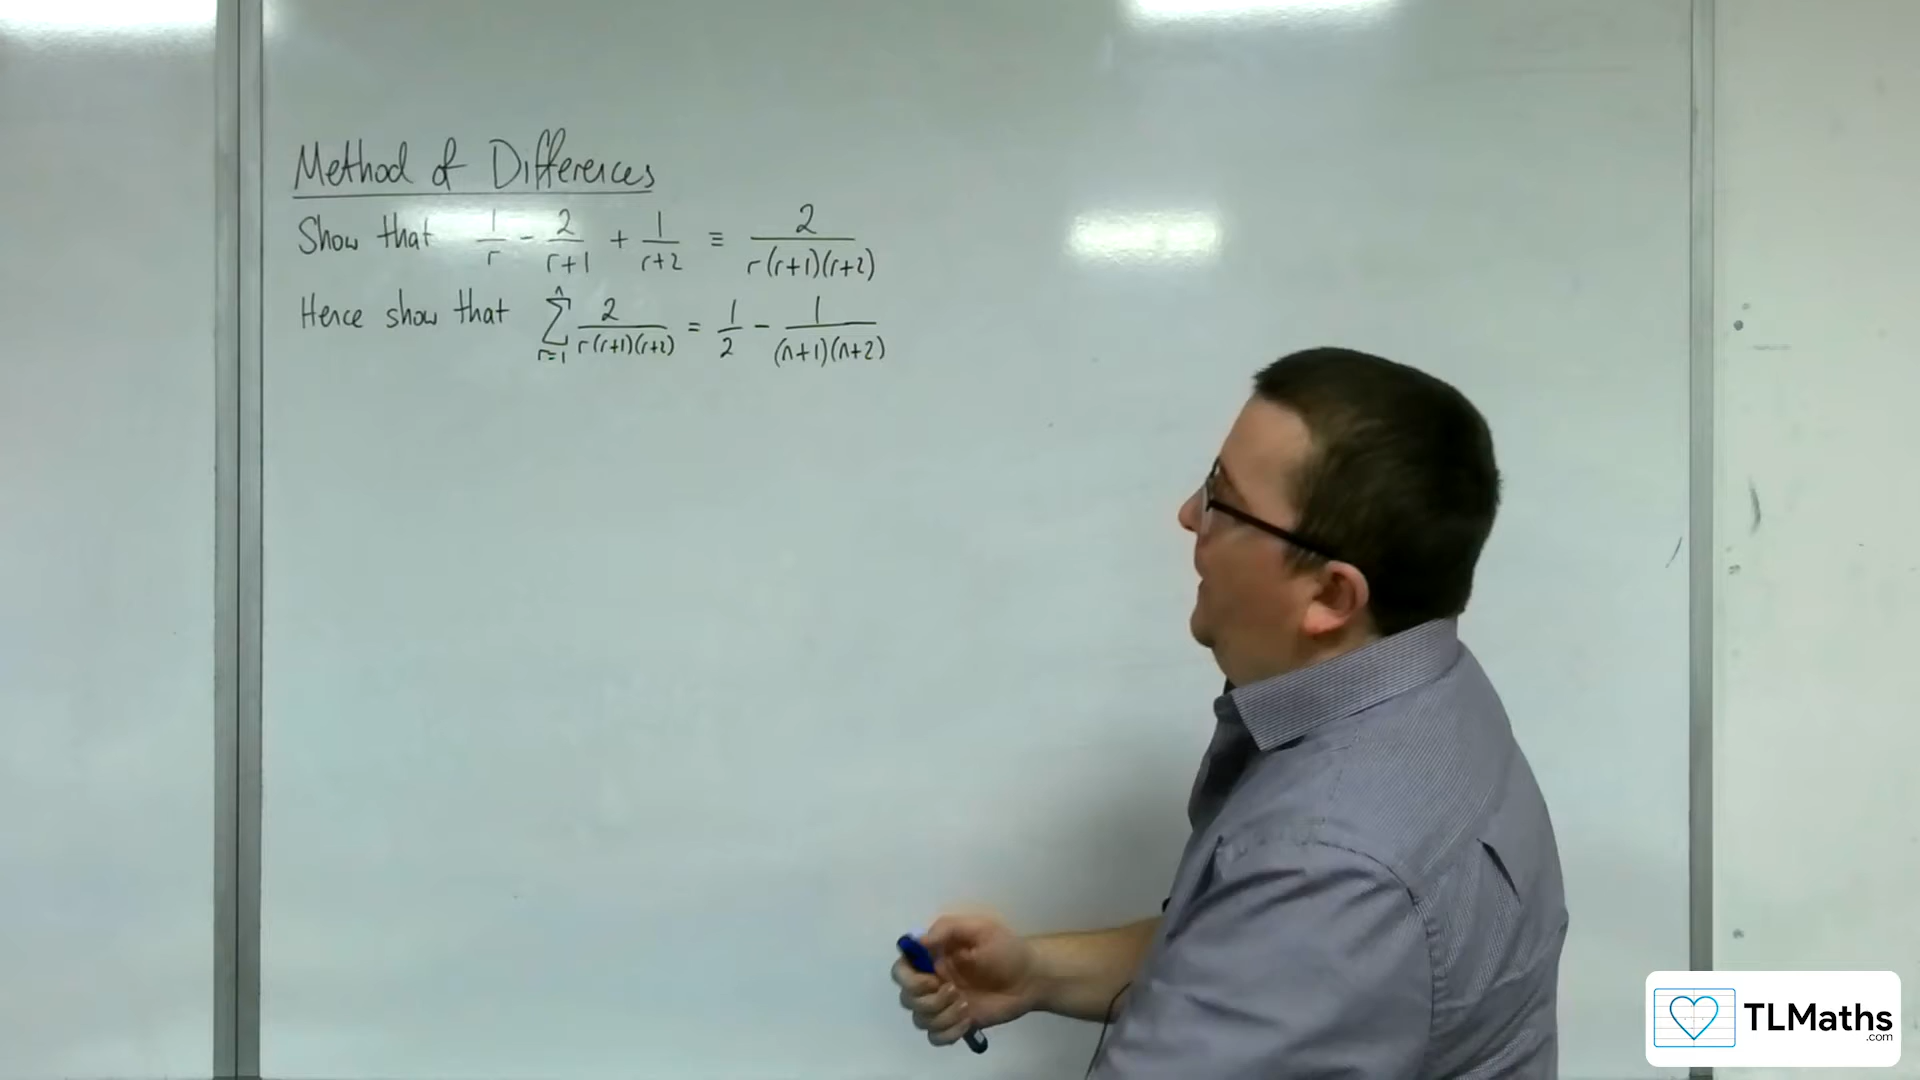 Method of Differences
Show that 1/r - 2/(r+1) + 1/(r+2) ≡ 2/(r(r+1)(r+2))
Hence show that ∑_{r=1}^{n} 2/(r(r+1)(r+2)) = 1/2 - 1/((n+1)(n+2))
TLMaths
.com